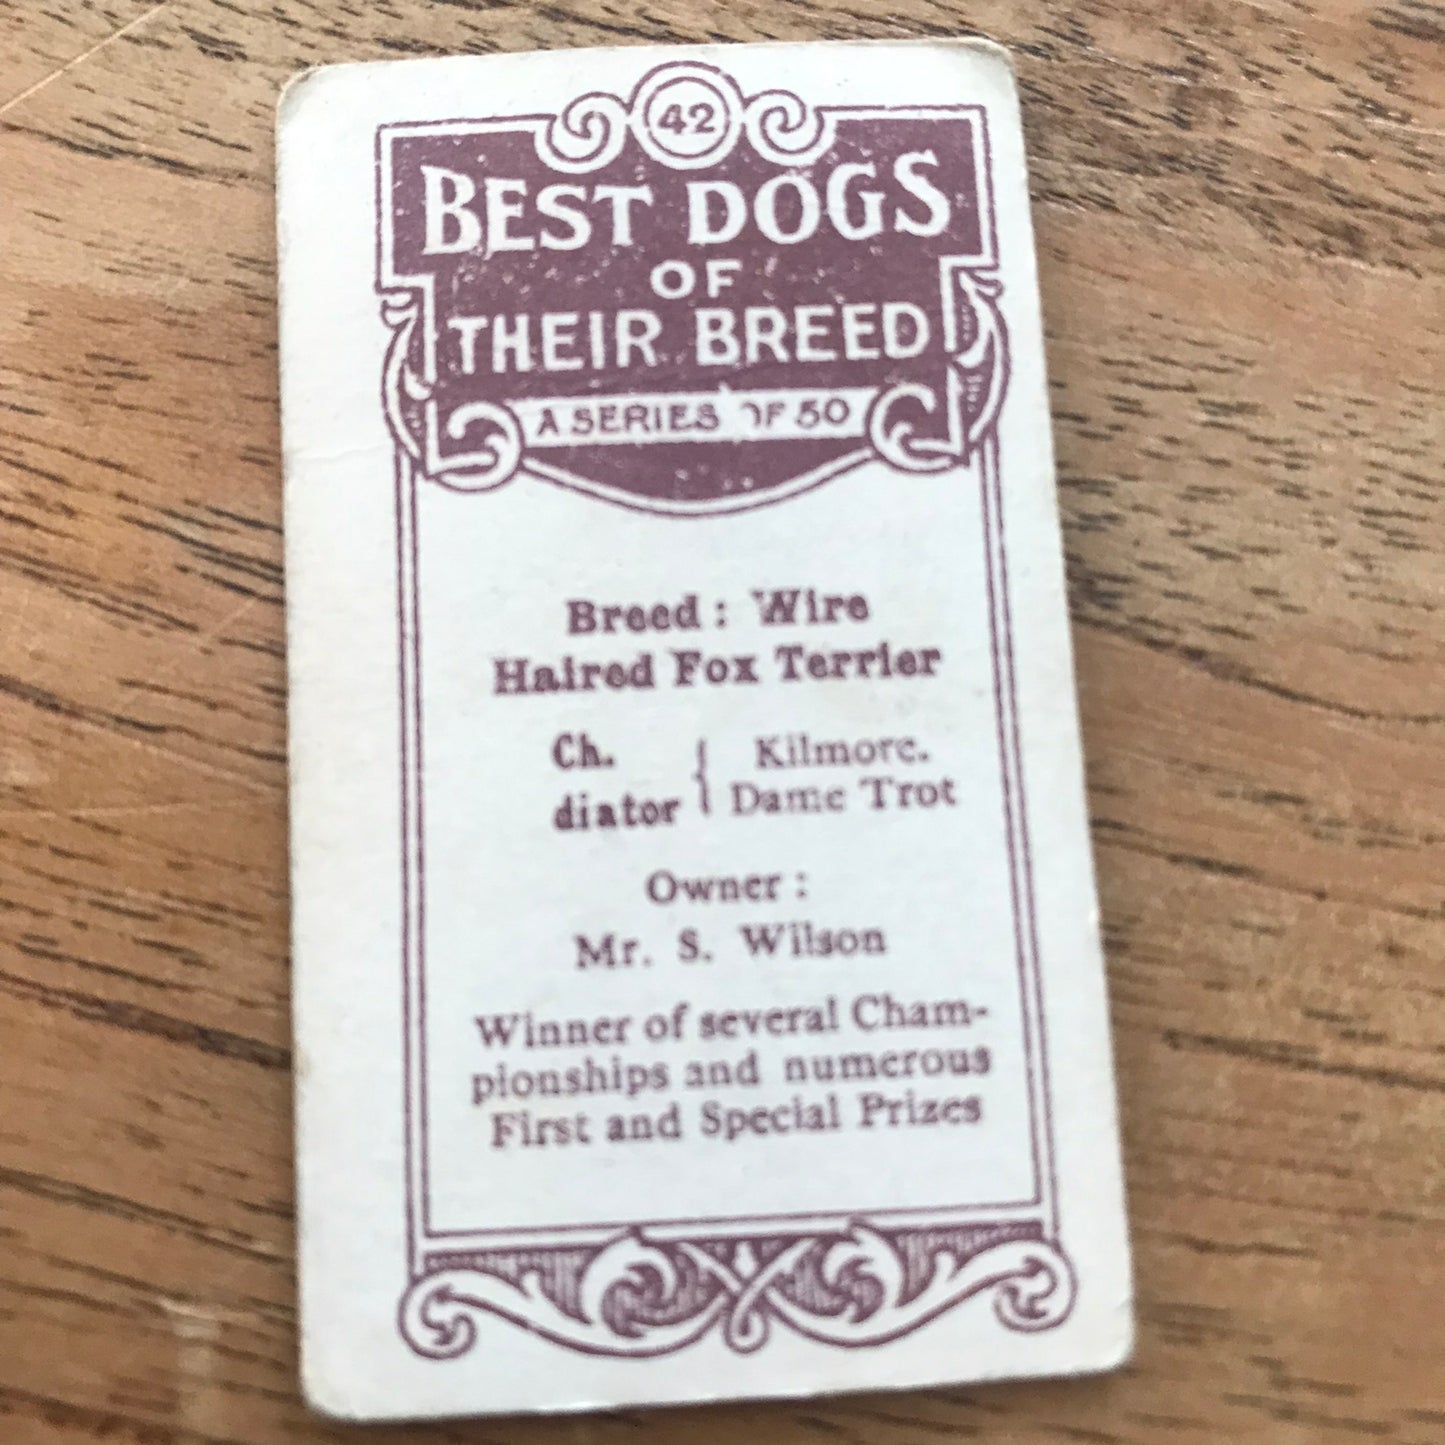 42
BEST DOGS
OF
THEIR BREED
A SERIES OF 50
Breed : Wire
Haired Fox Terrier
Ch. { Kilmore.
diator { Dame Trot
Owner :
Mr. S. Wilson
Winner of several Cham-
pionships and numerous
First and Special Prizes